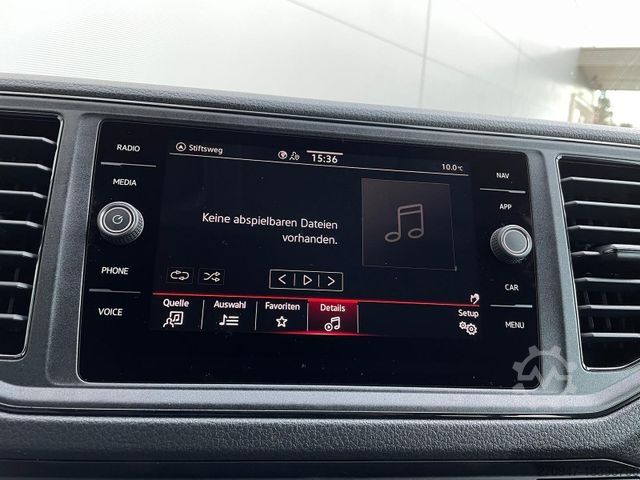 RADIO
MEDIA
PHONE
VOICE
Stiftsweg
15:36
10.0°C
Keine abspielbaren Dateien
vorhanden.
Quelle
Auswahl
Favoriten
Details
Setup
NAV
APP
CAR
MENU